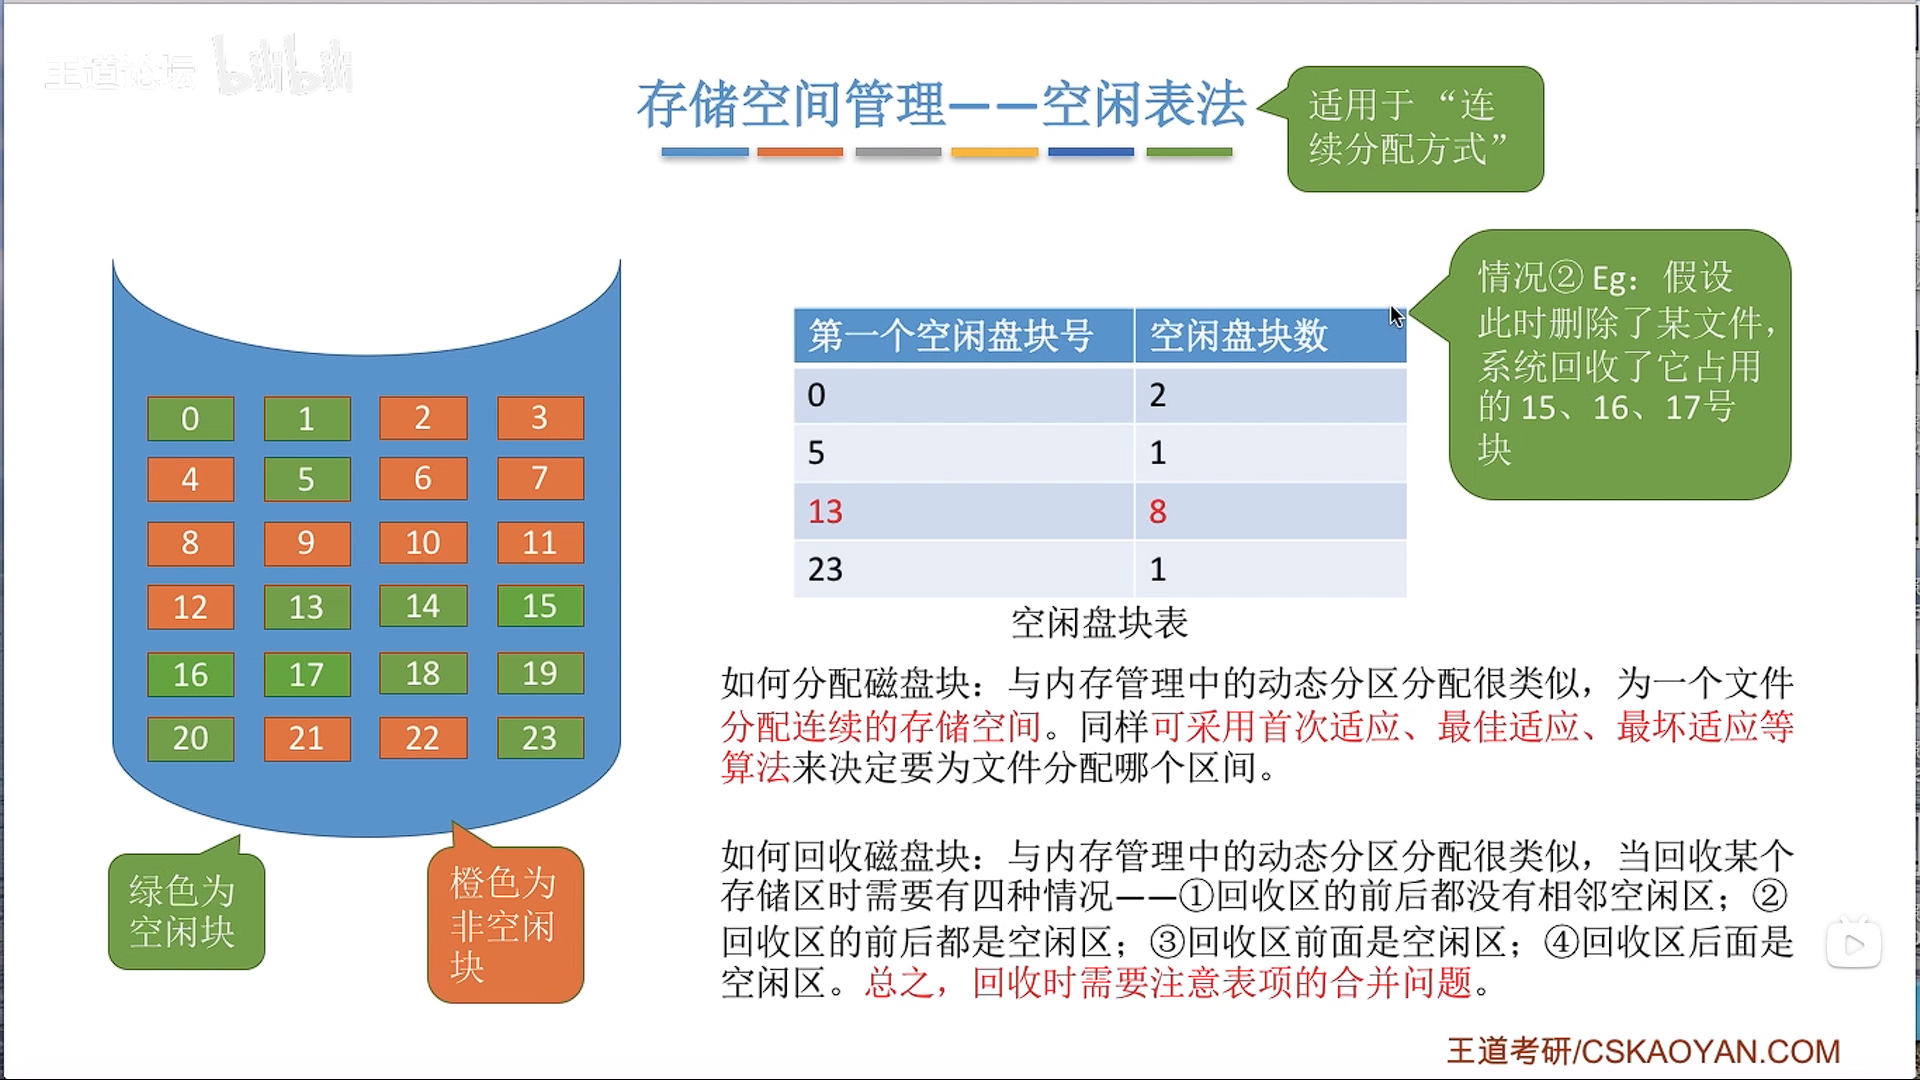 王道论坛 bilibili
存储空间管理——空闲表法
适用于 “连
续分配方式”
情况② Eg：假设
此时删除了某文件，
系统回收了它占用
的 15、16、17号
块
第一个空闲盘块号 空闲盘块数
0 2
5 1
13 8
23 1
空闲盘块表
0 1 2 3
4 5 6 7
8 9 10 11
12 13 14 15
16 17 18 19
20 21 22 23
绿色为
空闲块
橙色为
非空闲
块
如何分配磁盘块：与内存管理中的动态分区分配很类似，为一个文件
分配连续的存储空间。同样可采用首次适应、最佳适应、最坏适应等
算法来决定要为文件分配哪个区间。
如何回收磁盘块：与内存管理中的动态分区分配很类似，当回收某个
存储区时需要有四种情况——①回收区的前后都没有相邻空闲区；②
回收区的前后都是空闲区；③回收区前面是空闲区；④回收区后面是
空闲区。总之，回收时需要注意表项的合并问题。
王道考研/CSKAOYAN.COM